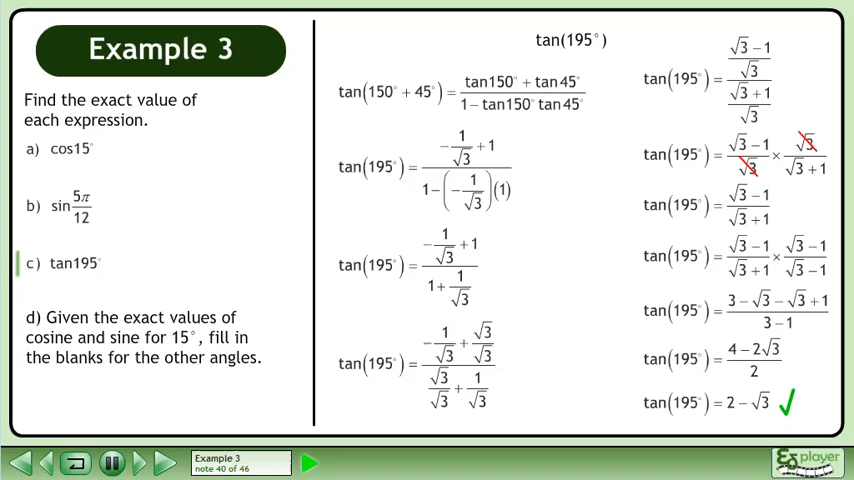 Example 3
Find the exact value of
each expression.
a) cos15°
b) sin 5π/12
c) tan195°
d) Given the exact values of
cosine and sine for 15°, fill in
the blanks for the other angles.
tan(195°)
tan(150° + 45°) = (tan150° + tan45°)/(1 − tan150° tan45°)
tan(195°) = (−1/√3 + 1)/(1 − (−1/√3)(1))
tan(195°) = (−1/√3 + 1)/(1 + 1/√3)
tan(195°) = (−1/√3 + √3/√3)/(√3/√3 + 1/√3)
tan(195°) = ((√3 − 1)/√3)/((√3 + 1)/√3)
tan(195°) = (√3 − 1)/√3 × √3/(√3 + 1)
tan(195°) = (√3 − 1)/(√3 + 1)
tan(195°) = (√3 − 1)/(√3 + 1) × (√3 − 1)/(√3 − 1)
tan(195°) = (3 − √3 − √3 + 1)/(3 − 1)
tan(195°) = (4 − 2√3)/2
tan(195°) = 2 − √3
Example 3
note 40 of 46
player